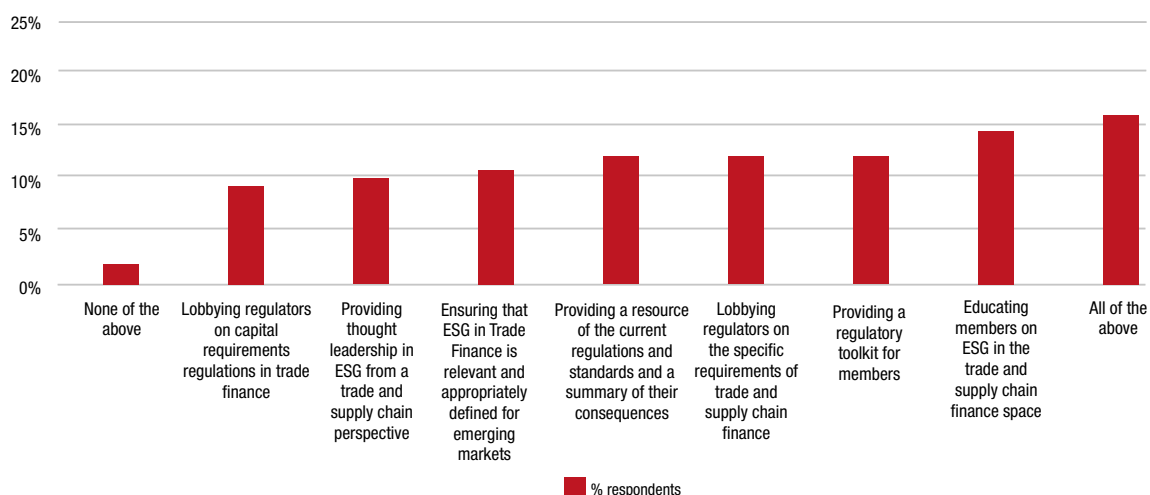 25%
20%
15%
10%
5%
0%
None of the
above
Lobbying regulators
on capital
requirements
regulations in trade
finance
Providing
thought
leadership in
ESG from a
trade and
supply chain
perspective
Ensuring that
ESG in Trade
Finance is
relevant and
appropriately
defined for
emerging
markets
Providing a resource
of the current
regulations and
standards and a
summary of their
consequences
Lobbying
regulators on
the specific
requirements of
trade and
supply chain
finance
Providing a
regulatory
toolkit for
members
Educating
members on
ESG in the
trade and
supply chain
finance space
All of the
above
% respondents